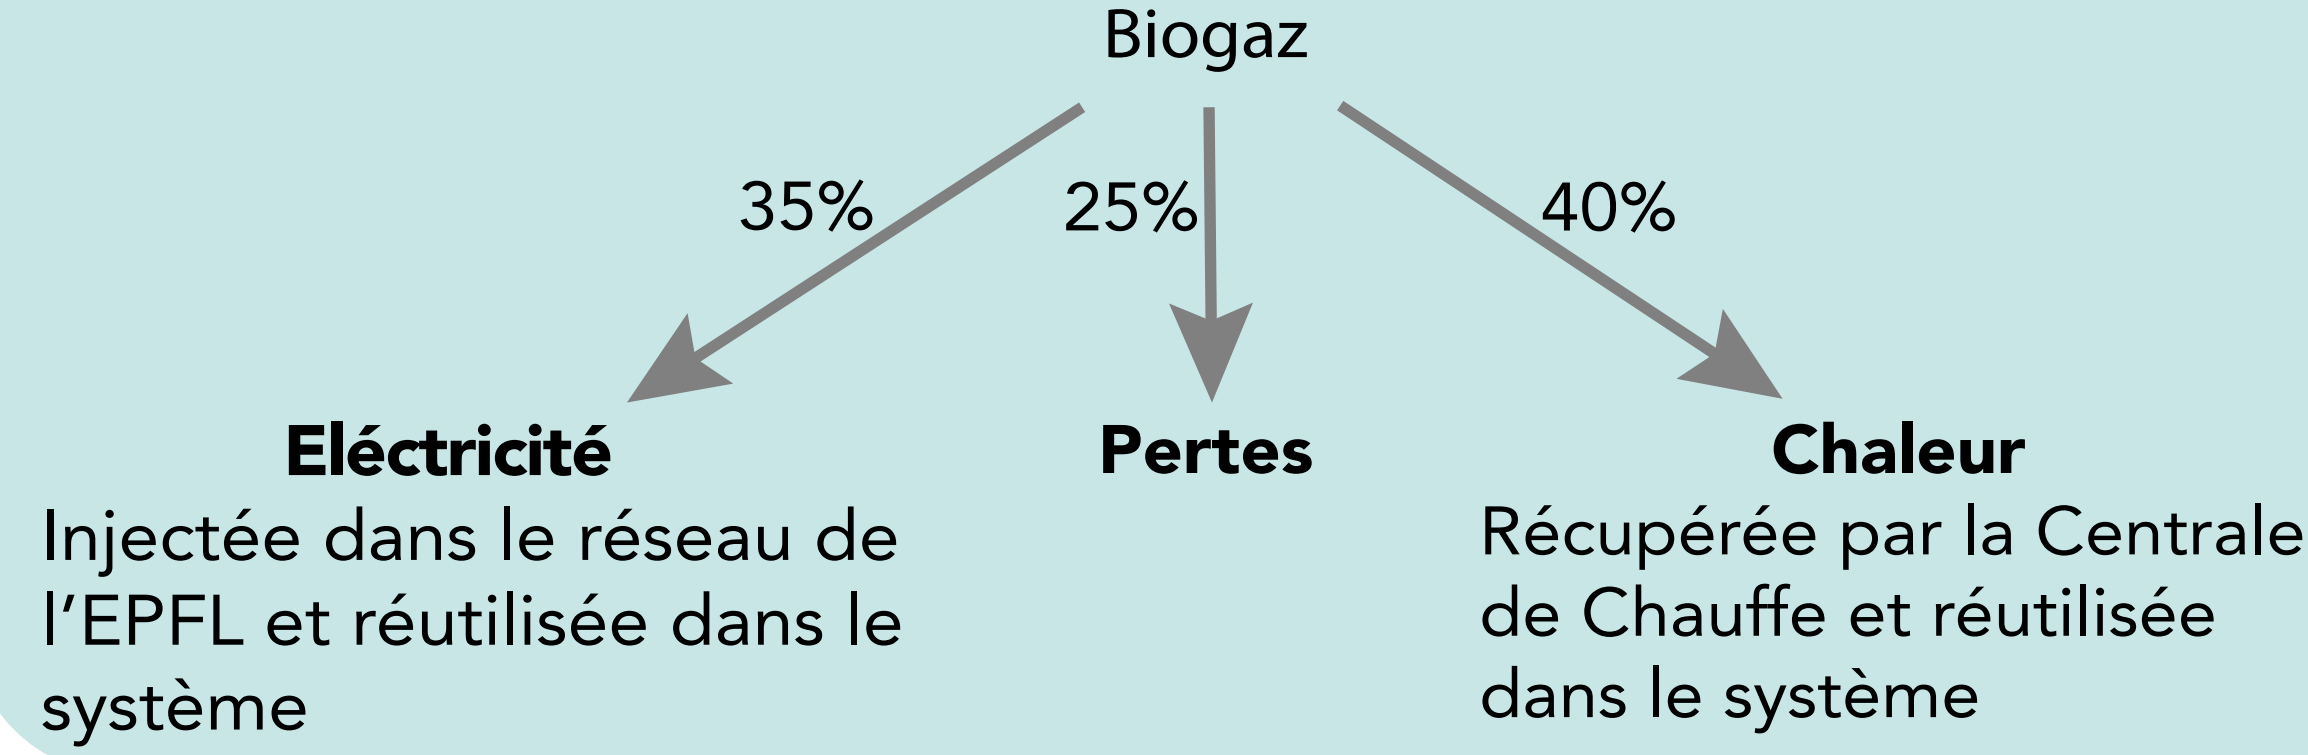 Biogaz
35%
25%
40%
Eléctricité
Injectée dans le réseau de
l’EPFL et réutilisée dans le
système
Pertes
Chaleur
Récupérée par la Centrale
de Chauffe et réutilisée
dans le système